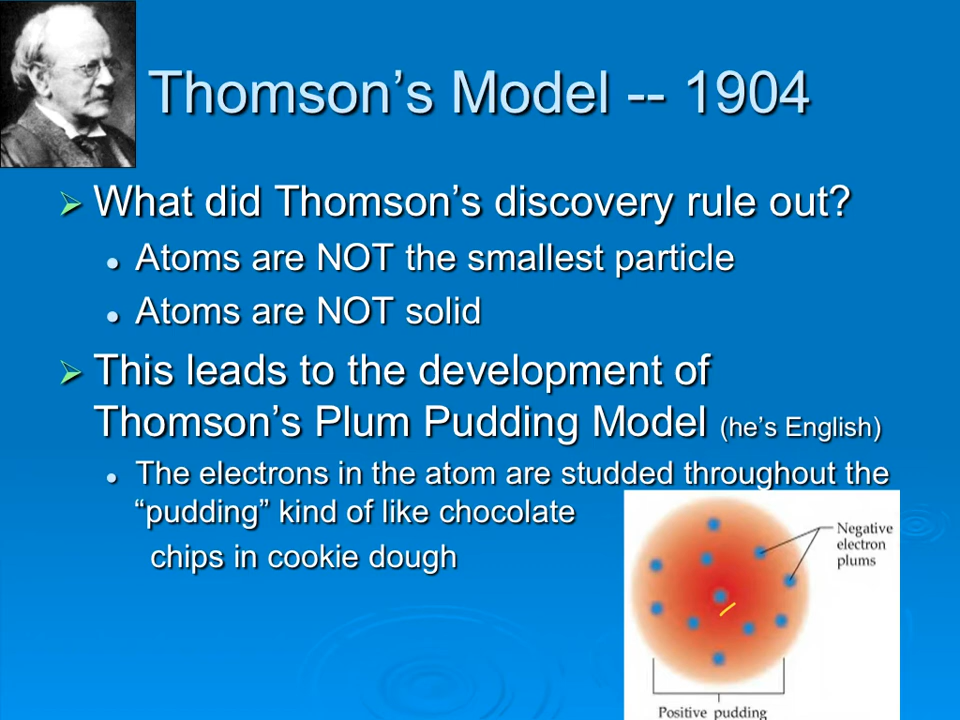 Thomson’s Model -- 1904
What did Thomson’s discovery rule out?
Atoms are NOT the smallest particle
Atoms are NOT solid
This leads to the development of
Thomson’s Plum Pudding Model (he’s English)
The electrons in the atom are studded throughout the
“pudding” kind of like chocolate
chips in cookie dough
Negative
electron
plums
Positive pudding